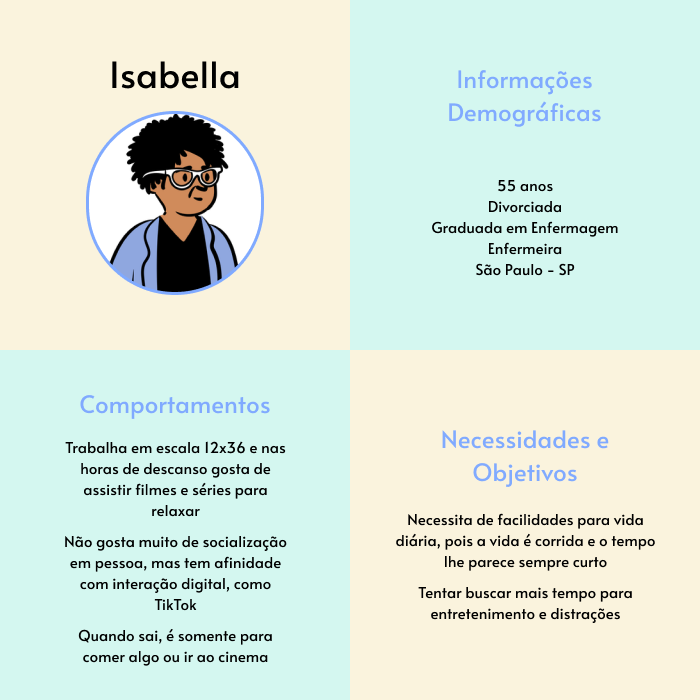 Isabella
Informações
Demográficas
55 anos
Divorciada
Graduada em Enfermagem
Enfermeira
São Paulo - SP
Comportamentos
Trabalha em escala 12x36 e nas
horas de descanso gosta de
assistir filmes e séries para
relaxar
Não gosta muito de socialização
em pessoa, mas tem afinidade
com interação digital, como
TikTok
Quando sai, é somente para
comer algo ou ir ao cinema
Necessidades e
Objetivos
Necessita de facilidades para vida
diária, pois a vida é corrida e o tempo
lhe parece sempre curto
Tentar buscar mais tempo para
entretenimento e distrações